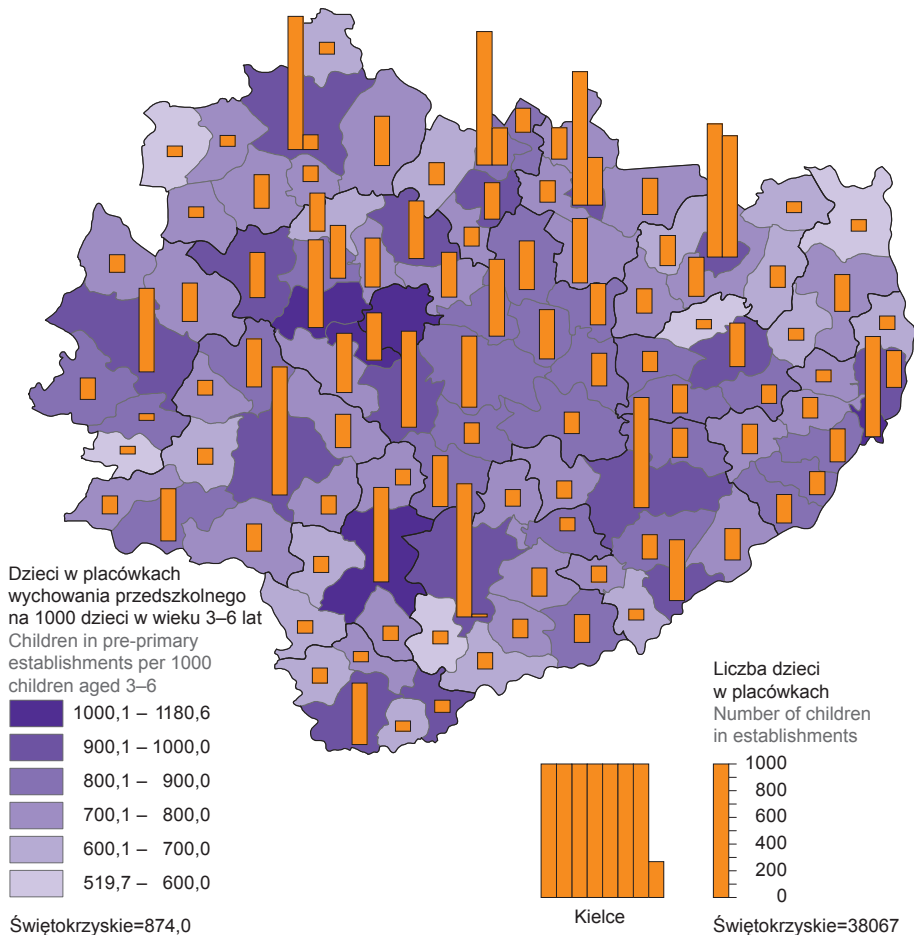 Dzieci w placówkach
wychowania przedszkolnego
na 1000 dzieci w wieku 3–6 lat
Children in pre-primary
establishments per 1000
children aged 3–6
1000,1 – 1180,6
900,1 – 1000,0
800,1 – 900,0
700,1 – 800,0
600,1 – 700,0
519,7 – 600,0
Świętokrzyskie=874,0
Kielce
Liczba dzieci
w placówkach
Number of children
in establishments
1000
800
600
400
200
0
Świętokrzyskie=38067